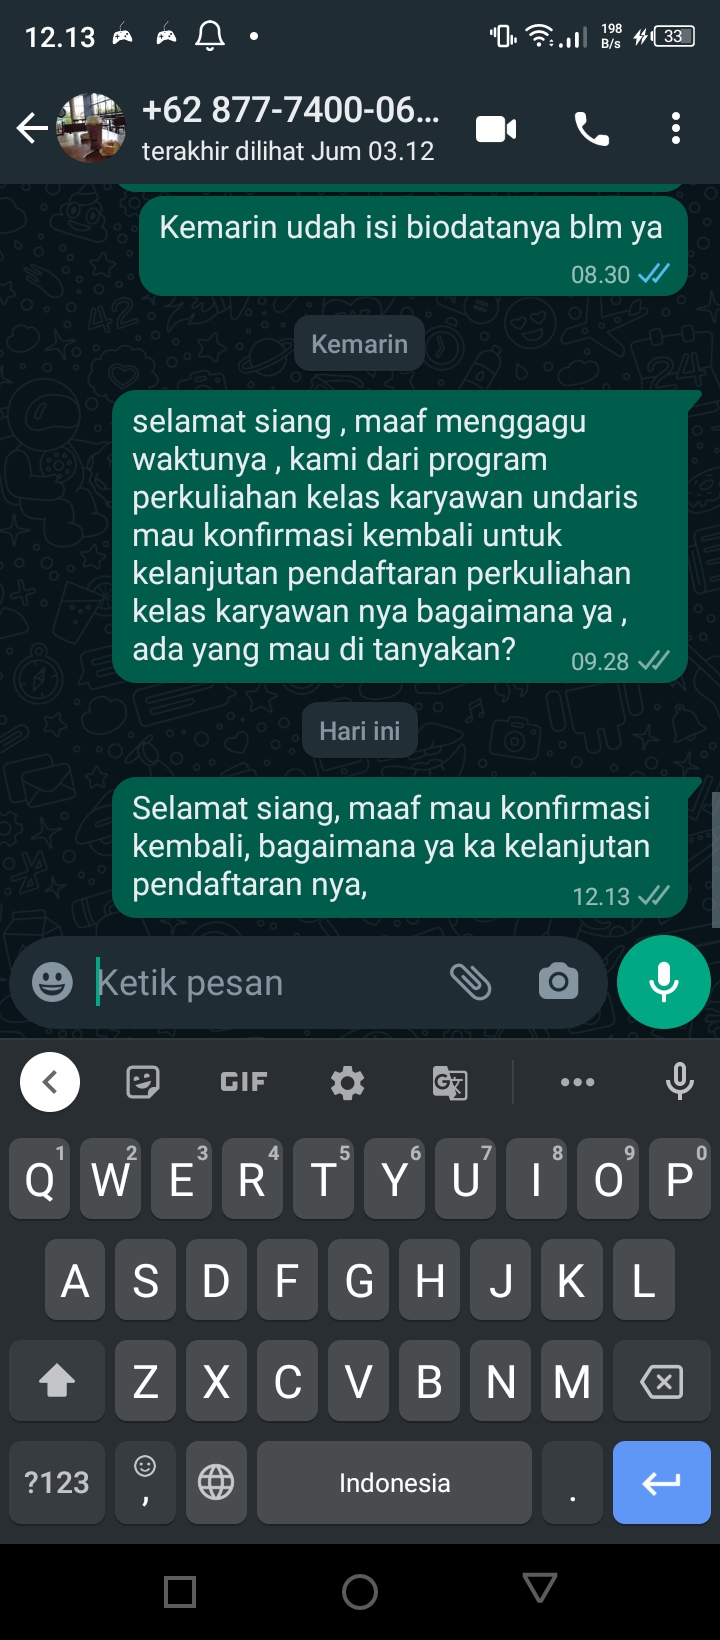 12.13
198
B/s
33
+62 877-7400-06...
terakhir dilihat Jum 03.12
Kemarin udah isi biodatanya blm ya
08.30
Kemarin
selamat siang , maaf menggagu
waktunya , kami dari program
perkuliahan kelas karyawan undaris
mau konfirmasi kembali untuk
kelanjutan pendaftaran perkuliahan
kelas karyawan nya bagaimana ya ,
ada yang mau di tanyakan?
09.28
Hari ini
Selamat siang, maaf mau konfirmasi
kembali, bagaimana ya ka kelanjutan
pendaftaran nya,
12.13
Ketik pesan
GIF
1 2 3 4 5 6 7 8 9 0
Q W E R T Y U I O P
A S D F G H J K L
Z X C V B N M
?123 , Indonesia .